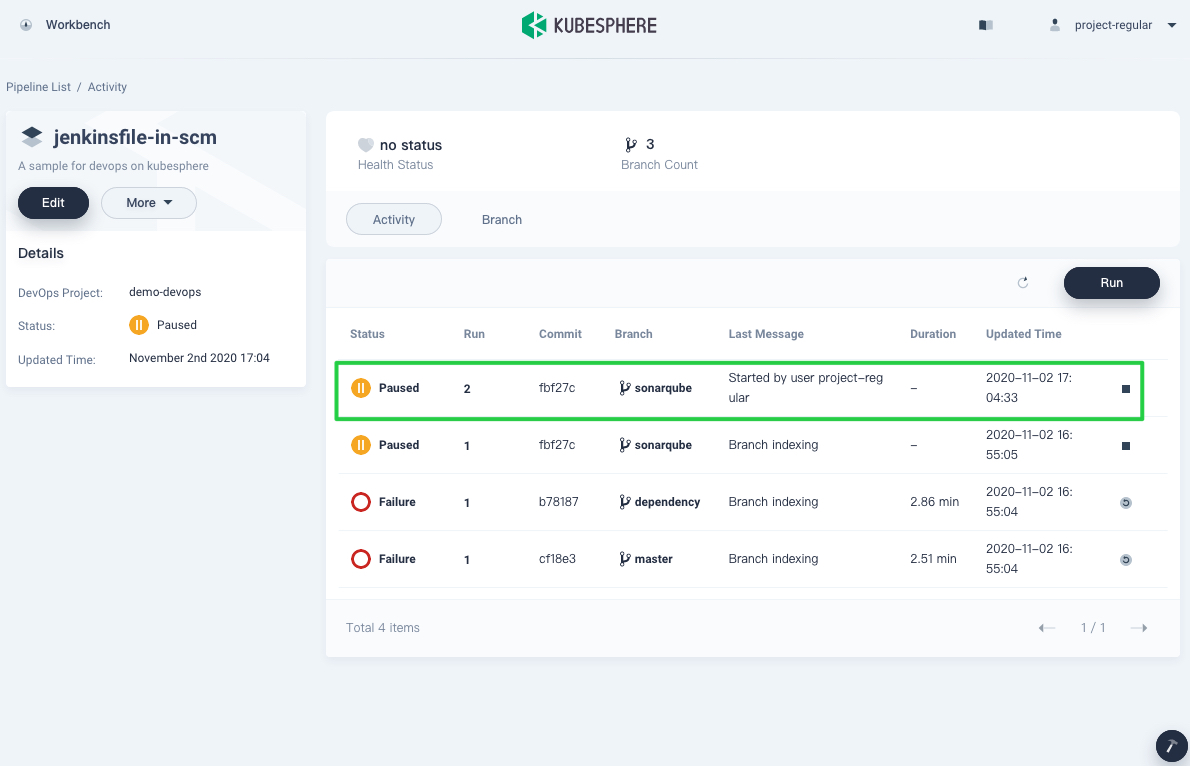 Workbench
KUBESPHERE
project-regular
Pipeline List / Activity
jenkinsfile-in-scm
A sample for devops on kubesphere
Edit
More
Details
DevOps Project: demo-devops
Status: Paused
Updated Time: November 2nd 2020 17:04
no status
Health Status
3
Branch Count
Activity
Branch
Run
Status Run Commit Branch Last Message Duration Updated Time
Paused 2 fbf27c sonarqube Started by user project-reg – 2020-11-02 17:
ular 04:33
Paused 1 fbf27c sonarqube Branch indexing – 2020-11-02 16:
55:05
Failure 1 b78187 dependency Branch indexing 2.86 min 2020-11-02 16:
55:04
Failure 1 cf18e3 master Branch indexing 2.51 min 2020-11-02 16:
55:04
Total 4 items
1 / 1